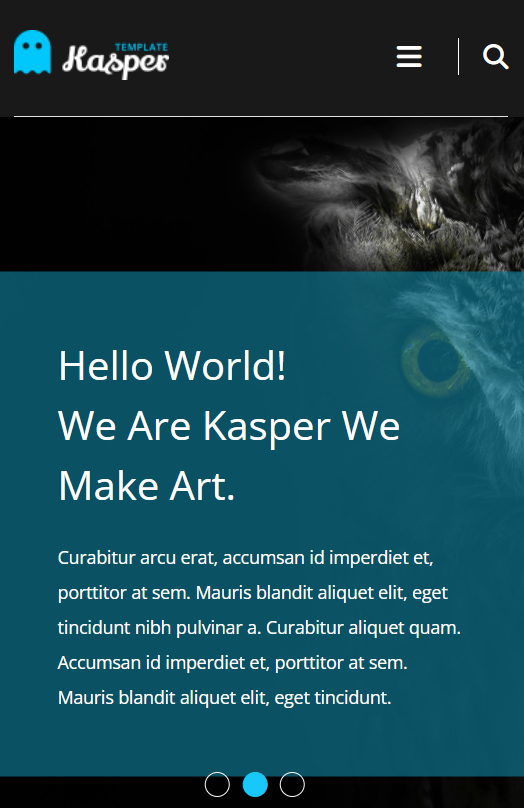 TEMPLATE
Kasper
Hello World!
We Are Kasper We
Make Art.
Curabitur arcu erat, accumsan id imperdiet et,
porttitor at sem. Mauris blandit aliquet elit, eget
tincidunt nibh pulvinar a. Curabitur aliquet quam.
Accumsan id imperdiet et, porttitor at sem.
Mauris blandit aliquet elit, eget tincidunt.